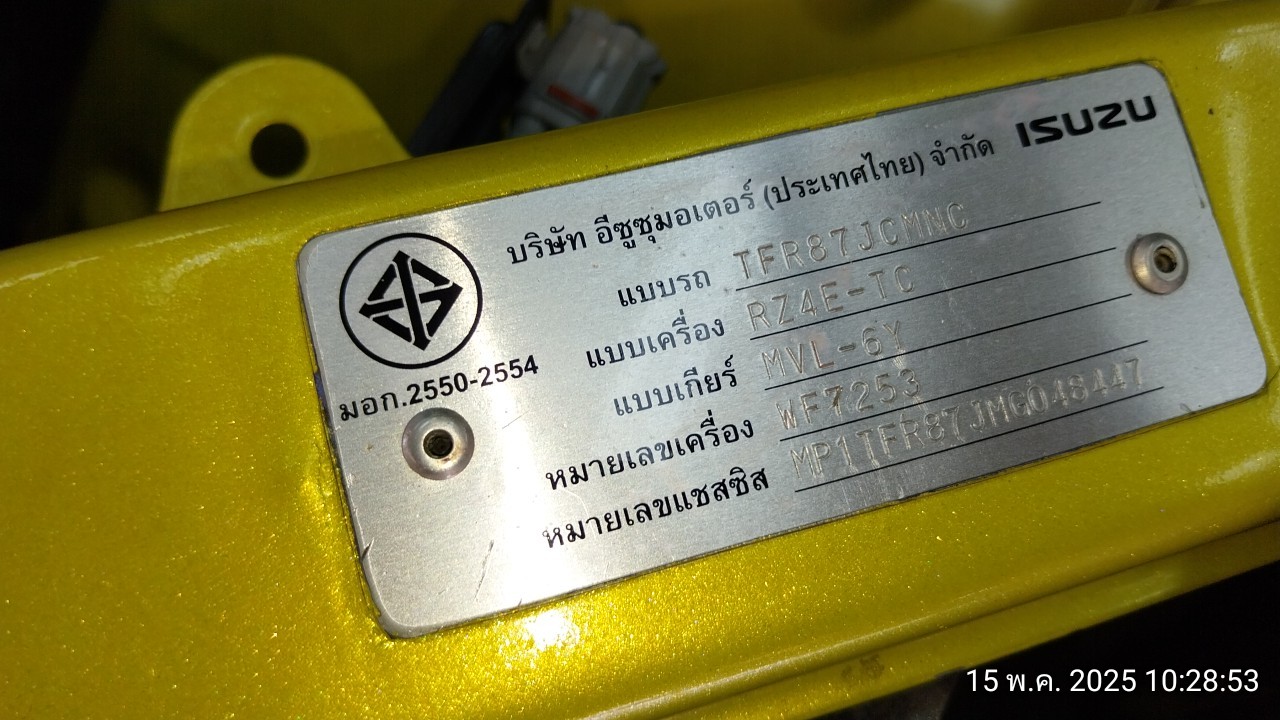 ISUZU
บริษัท อีซูซุมอเตอร์ (ประเทศไทย) จำกัด
แบบรถ TFR87JCMNC
แบบเครื่อง RZ4E-TC
แบบเกียร์ MVL-6Y
หมายเลขเครื่อง WF7253
หมายเลขแชสซิส MP1TFR87JMG048447
มอก.2550-2554
15 พ.ค. 2025 10:28:53